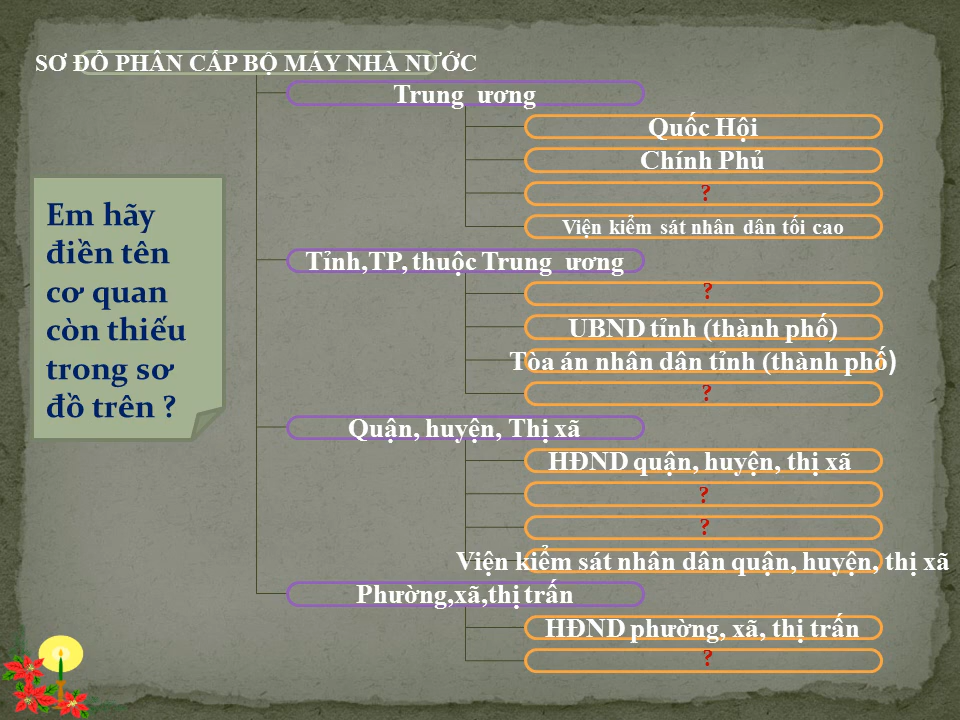 SƠ ĐỒ PHÂN CẤP BỘ MÁY NHÀ NƯỚC
Trung ương
Quốc Hội
Chính Phủ
?
Viện kiểm sát nhân dân tối cao
Tỉnh,TP, thuộc Trung ương
?
UBND tỉnh (thành phố)
Tòa án nhân dân tỉnh (thành phố)
?
Quận, huyện, Thị xã
HĐND quận, huyện, thị xã
?
?
Viện kiểm sát nhân dân quận, huyện, thị xã
Phường,xã,thị trấn
HĐND phường, xã, thị trấn
?
Em hãy
điền tên
cơ quan
còn thiếu
trong sơ
đồ trên ?